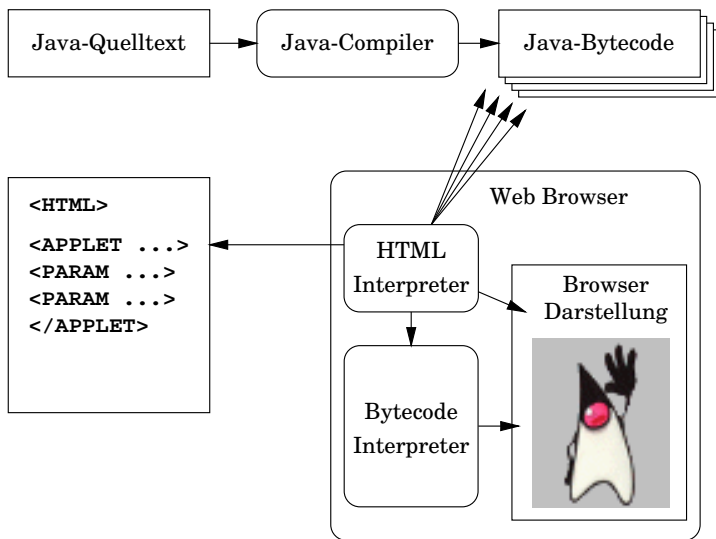 Java-Quelltext
Java-Compiler
Java-Bytecode
<HTML>
<APPLET ...>
<PARAM ...>
<PARAM ...>
</APPLET>
Web Browser
HTML
Interpreter
Bytecode
Interpreter
Browser
Darstellung